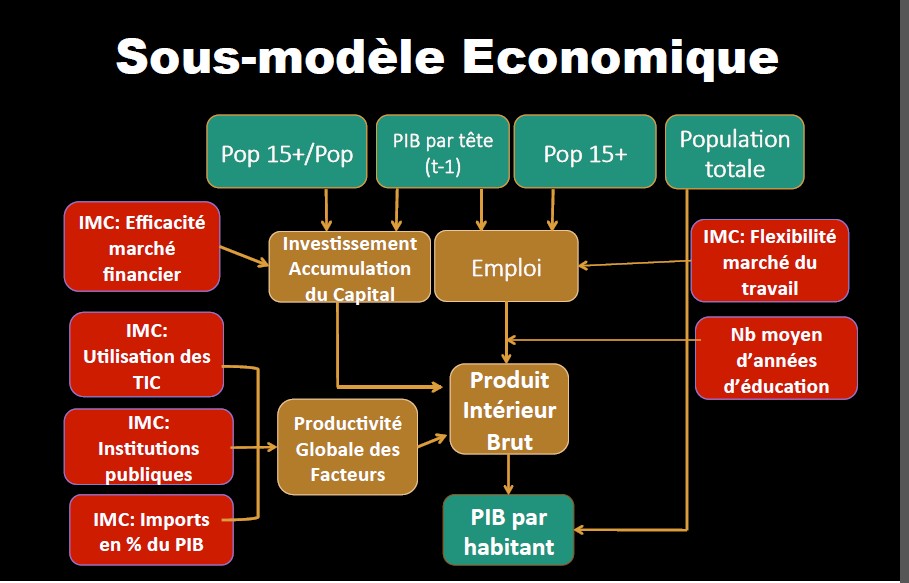 Sous-modèle Economique
Pop 15+/Pop
PIB par tête
(t-1)
Pop 15+
Population
totale
IMC: Efficacité
marché
financier
Investissement
Accumulation
du Capital
Emploi
IMC: Flexibilité
marché du
travail
IMC:
Utilisation des
TIC
Nb moyen
d’années
d’éducation
Produit
Intérieur
Brut
IMC:
Institutions
publiques
Productivité
Globale des
Facteurs
IMC: Imports
en % du PIB
PIB par
habitant